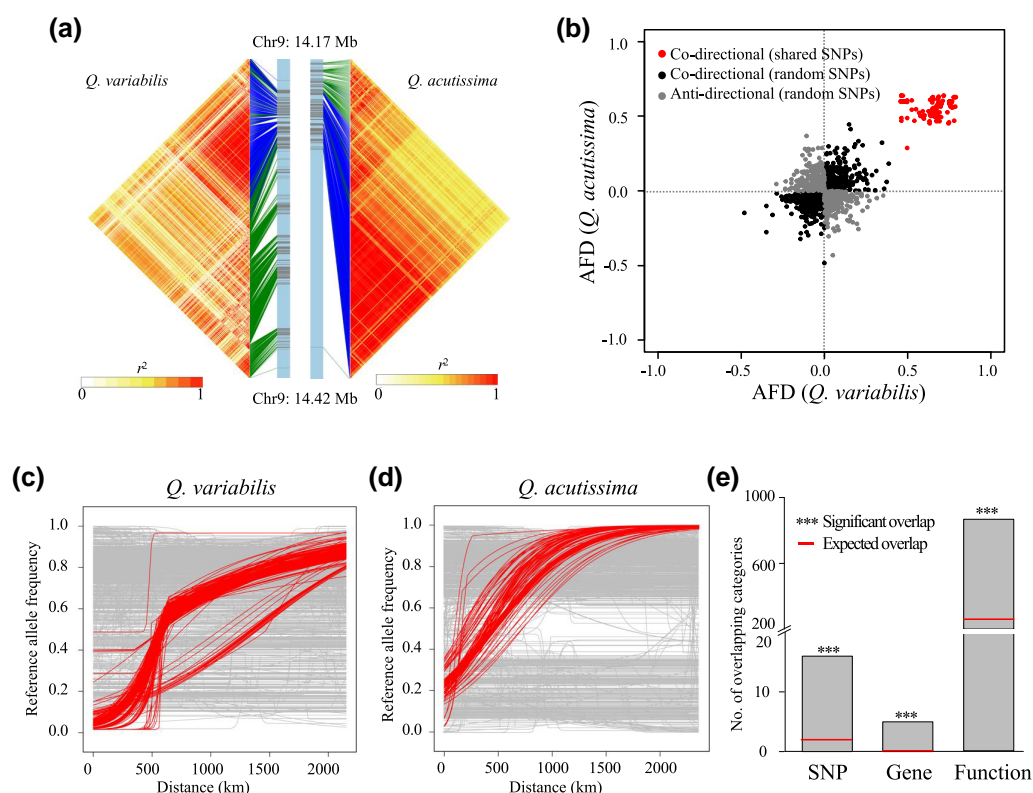 (a)
Chr9: 14.17 Mb
Q. variabilis
Q. acutissima
r²
0 1
r²
0 1
Chr9: 14.42 Mb
(b)
1.0
0.5
0.0
-0.5
-1.0
AFD (Q. acutissima)
Co-directional (shared SNPs)
Co-directional (random SNPs)
Anti-directional (random SNPs)
-1.0 -0.5 0.0 0.5 1.0
AFD (Q. variabilis)
(c)
Q. variabilis
Reference allele frequency
1.0
0.8
0.6
0.4
0.2
0.0
0 500 1000 1500 2000
Distance (km)
(d)
Q. acutissima
Reference allele frequency
1.0
0.8
0.6
0.4
0.2
0.0
0 500 1000 1500 2000
Distance (km)
(e)
No. of overlapping categories
1000
600
200
20
10
0
*** Significant overlap
Expected overlap
***
***
***
SNP Gene Function